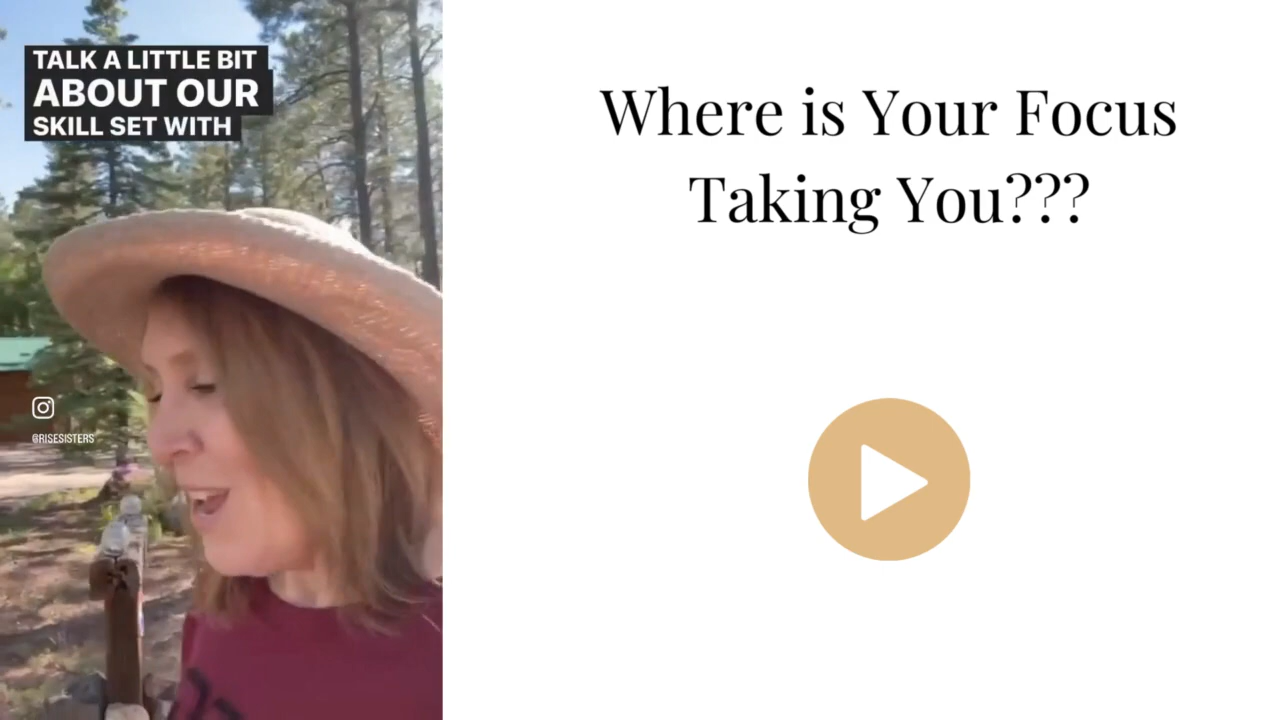 TALK A LITTLE BIT
ABOUT OUR
SKILL SET WITH
@RISESISTERS
Where is Your Focus
Taking You???